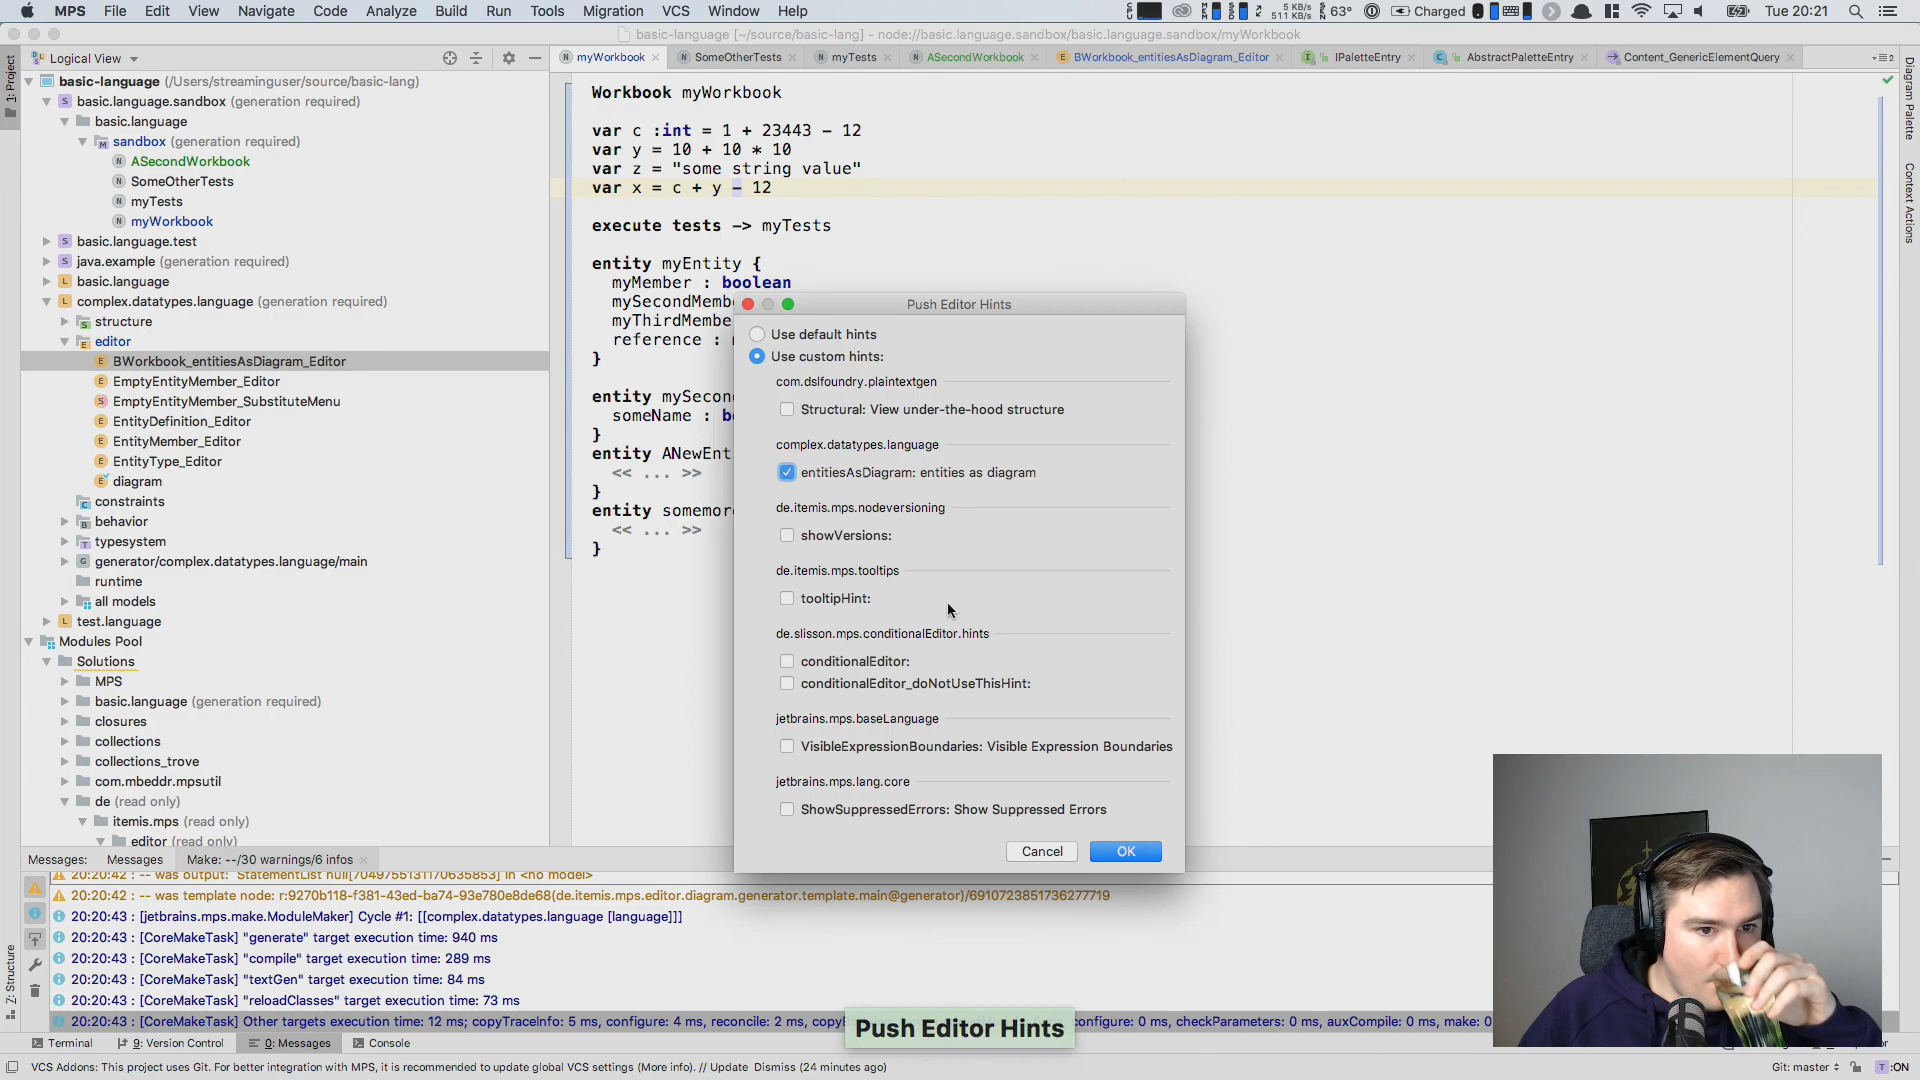 MPS File Edit View Navigate Code Analyze Build Run Tools Migration VCS Window Help
5 KB/s
511 KB/s
63°
Charged
Tue 20:21
basic-language [~/source/basic-lang] - node://basic.language.sandbox/basic.language.sandbox/myWorkbook
1: Project
Logical View
basic-language (/Users/streaminguser/source/basic-lang)
basic.language.sandbox (generation required)
basic.language
sandbox (generation required)
ASecondWorkbook
SomeOtherTests
myTests
myWorkbook
basic.language.test
java.example (generation required)
basic.language
complex.datatypes.language (generation required)
structure
editor
BWorkbook_entitiesAsDiagram_Editor
EmptyEntityMember_Editor
EmptyEntityMember_SubstituteMenu
EntityDefinition_Editor
EntityMember_Editor
EntityType_Editor
diagram
constraints
behavior
typesystem
generator/complex.datatypes.language/main
runtime
all models
test.language
Modules Pool
Solutions
MPS
basic.language (generation required)
closures
collections
collections_trove
com.mbeddr.mpsutil
de (read only)
itemis.mps (read only)
editor (read only)
myWorkbook
SomeOtherTests
myTests
ASecondWorkbook
BWorkbook_entitiesAsDiagram_Editor
IPaletteEntry
AbstractPaletteEntry
Content_GenericElementQuery
Diagram Palette
Context Actions
Workbook myWorkbook
var c :int = 1 + 23443 - 12
var y = 10 + 10 * 10
var z = "some string value"
var x = c + y - 12
execute tests -> myTests
entity myEntity {
myMember : boolean
mySecondMemb
myThirdMembe
reference :
}
entity mySecon
someName : b
}
entity ANewEnt
<< ... >>
}
entity somemor
<< ... >>
}
Push Editor Hints
Use default hints
Use custom hints:
com.dslfoundry.plaintextgen
Structural: View under-the-hood structure
complex.datatypes.language
entitiesAsDiagram: entities as diagram
de.itemis.mps.nodeversioning
showVersions:
de.itemis.mps.tooltips
tooltipHint:
de.slisson.mps.conditionalEditor.hints
conditionalEditor:
conditionalEditor_doNotUseThisHint:
jetbrains.mps.baseLanguage
VisibleExpressionBoundaries: Visible Expression Boundaries
jetbrains.mps.lang.core
ShowSuppressedErrors: Show Suppressed Errors
Cancel
OK
Messages: Messages Make: --/30 warnings/6 infos
20:20:42 : -- was output: 'StatementList null[7049755131170635853] in <no model>
20:20:42 : -- was template node: r:9270b118-f381-43ed-ba74-93e780e8de68(de.itemis.mps.editor.diagram.generator.template.main@generator)/6910723851736277719
20:20:43 : [jetbrains.mps.make.ModuleMaker] Cycle #1: [[complex.datatypes.language [language]]]
20:20:43 : [CoreMakeTask] "generate" target execution time: 940 ms
20:20:43 : [CoreMakeTask] "compile" target execution time: 289 ms
20:20:43 : [CoreMakeTask] "textGen" target execution time: 84 ms
20:20:43 : [CoreMakeTask] "reloadClasses" target execution time: 73 ms
20:20:43 : [CoreMakeTask] Other targets execution time: 12 ms; copyTraceInfo: 5 ms, configure: 4 ms, reconcile: 2 ms, configure: 0 ms, checkParameters: 0 ms, auxCompile: 0 ms, make: 0
Push Editor Hints
Z: Structure
Terminal 9: Version Control 0: Messages Console
VCS Addons: This project uses Git. For better integration with MPS, it is recommended to update global VCS settings (More info). // Update Dismiss (24 minutes ago)
Git: master
T :ON